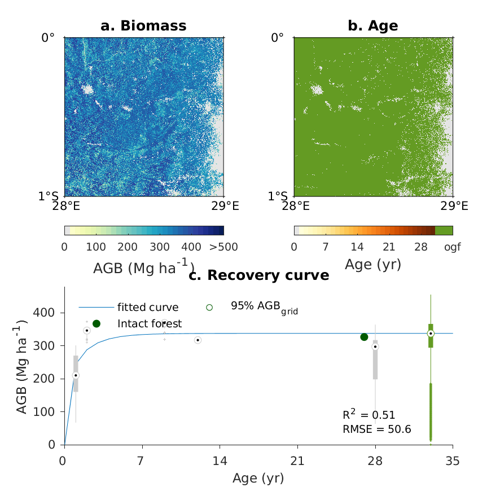 a. Biomass
b. Age
0°
0°
1°S
1°S
28°E
29°E
28°E
29°E
0 100 200 300 400 >500
0 7 14 21 28 ogf
AGB (Mg ha⁻¹)
Age (yr)
c. Recovery curve
fitted curve
95% AGB_grid
Intact forest
AGB (Mg ha⁻¹)
400
300
200
100
0
R² = 0.51
RMSE = 50.6
0 7 14 21 28 35
Age (yr)